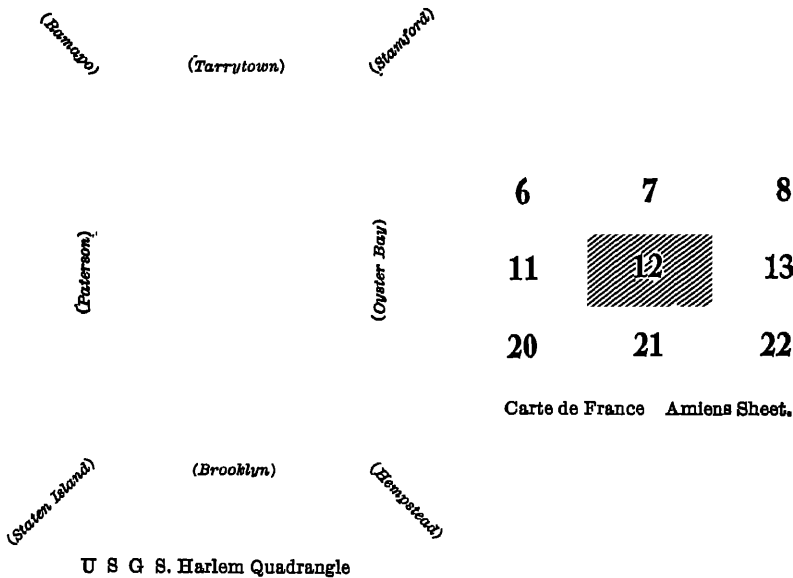 (Ramapo)
(Tarrytown)
(Stamford)
(Paterson)
(Oyster Bay)
(Staten Island)
(Brooklyn)
(Hempstead)
U S G S. Harlem Quadrangle
6 7 8
11 12 13
20 21 22
Carte de France Amiens Sheet.